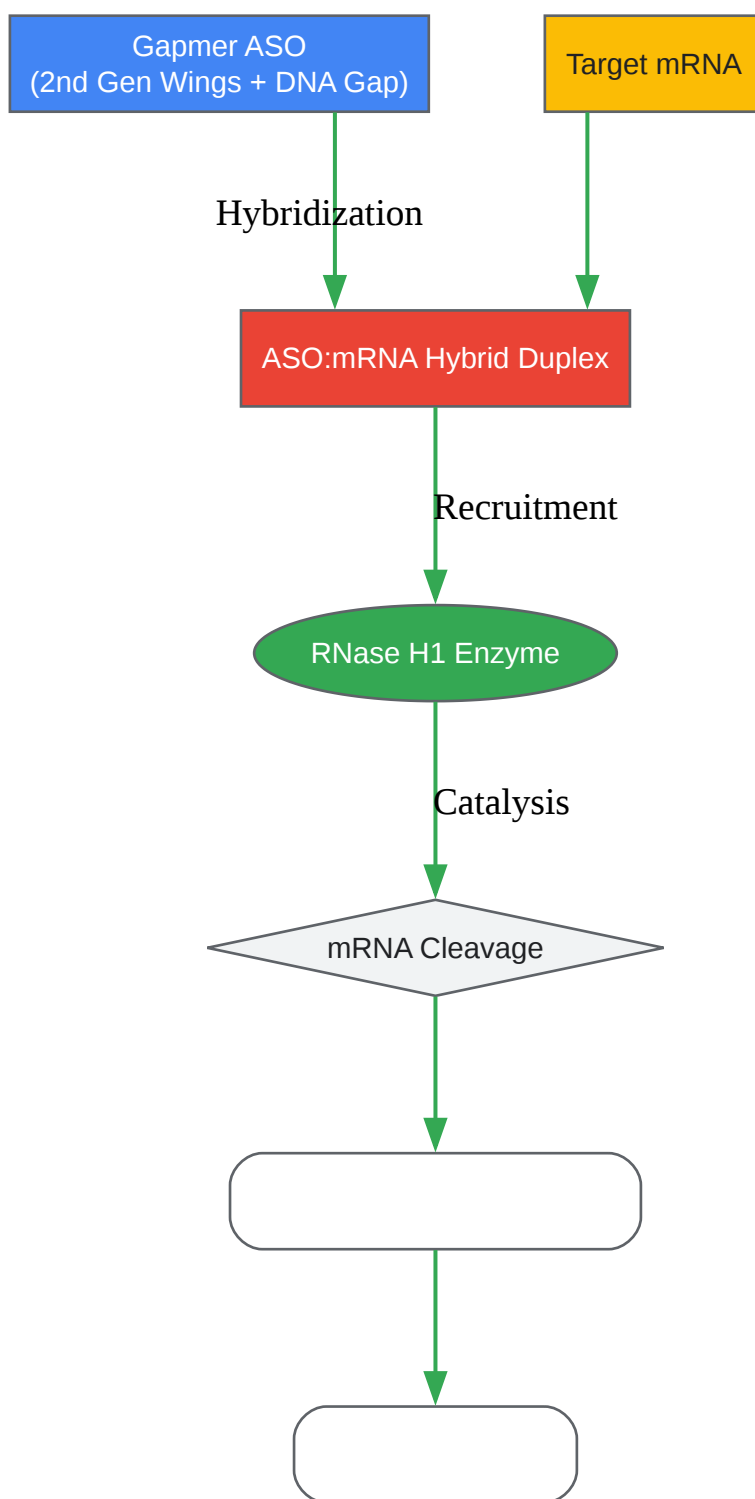 Gapmer ASO
(2nd Gen Wings + DNA Gap)
Target mRNA
Hybridization
ASO:mRNA Hybrid Duplex
Recruitment
RNase H1 Enzyme
Catalysis
mRNA Cleavage